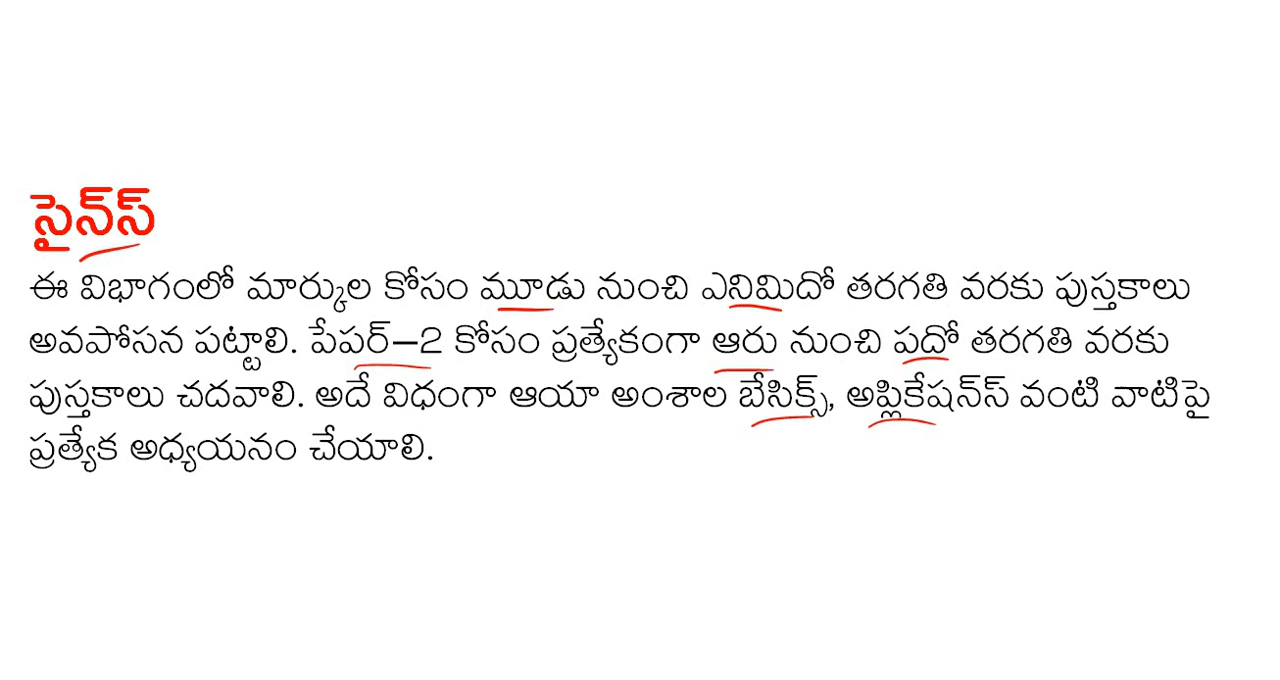 సైన్స్
ఈ విభాగంలో మార్కుల కోసం మూడు నుంచి ఎనిమిదో తరగతి వరకు పుస్తకాలు
అవపోసన పట్టాలి. పేపర్–2 కోసం ప్రత్యేకంగా ఆరు నుంచి పదో తరగతి వరకు
పుస్తకాలు చదవాలి. అదే విధంగా ఆయా అంశాల బేసిక్స్, అప్లికేషన్స్ వంటి వాటిపై
ప్రత్యేక అధ్యయనం చేయాలి.